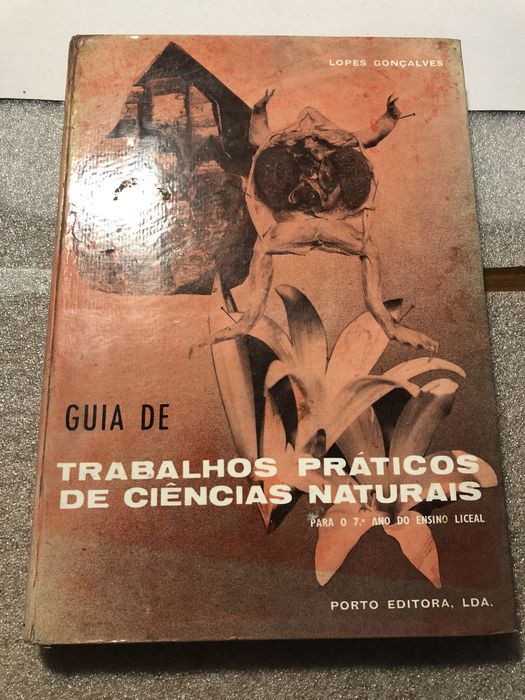 LOPES GONÇALVES
GUIA DE
TRABALHOS PRÁTICOS
DE CIÊNCIAS NATURAIS
PARA O 7.º ANO DO ENSINO LICEAL
PORTO EDITORA, LDA.